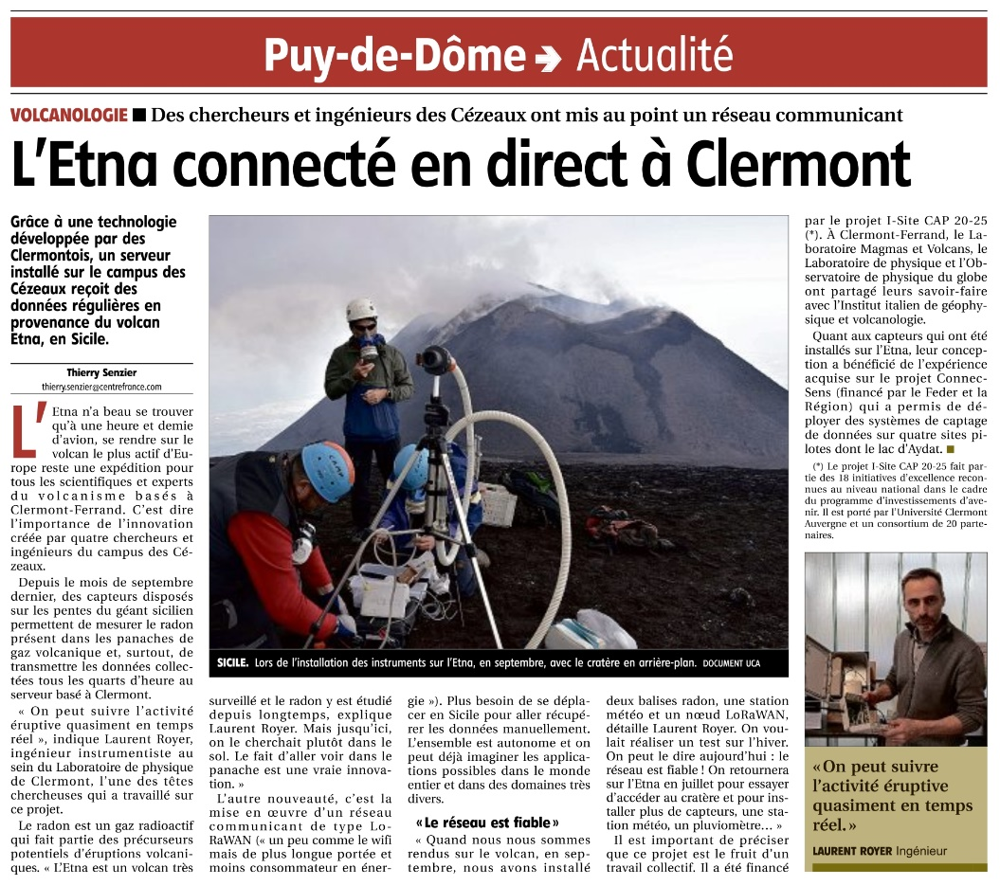 Puy-de-Dôme → Actualité
VOLCANOLOGIE ■ Des chercheurs et ingénieurs des Cézeaux ont mis au point un réseau communicant
L'Etna connecté en direct à Clermont
Grâce à une technologie
développée par des
Clermontois, un serveur
installé sur le campus des
Cézeaux reçoit des
données régulières en
provenance du volcan
Etna, en Sicile.
Thierry Senzier
thierry.senzier@centrefrance.com
L'Etna n'a beau se trouver
qu'à une heure et demie
d'avion, se rendre sur le
volcan le plus actif d'Eu-
rope reste une expédition pour
tous les scientifiques et experts
du volcanisme basés à
Clermont-Ferrand. C'est dire
l'importance de l'innovation
créée par quatre chercheurs et
ingénieurs du campus des Cé-
zeaux.
Depuis le mois de septembre
dernier, des capteurs disposés
sur les pentes du géant sicilien
permettent de mesurer le radon
présent dans les panaches de
gaz volcanique et, surtout, de
transmettre les données collec-
tées tous les quarts d'heure au
serveur basé à Clermont.
« On peut suivre l'activité
éruptive quasiment en temps
réel », indique Laurent Royer,
ingénieur instrumentiste au
sein du Laboratoire de physique
de Clermont, l'une des têtes
chercheuses qui a travaillé sur
ce projet.
Le radon est un gaz radioactif
qui fait partie des précurseurs
potentiels d'éruptions volcani-
ques. « L'Etna est un volcan très
CAMP
SICILE. Lors de l'installation des instruments sur l'Etna, en septembre, avec le cratère en arrière-plan. DOCUMENT UCA
surveillé et le radon y est étudié
depuis longtemps, explique
Laurent Royer. Mais jusqu'ici,
on le cherchait plutôt dans le
sol. Le fait d'aller voir dans le
panache est une vraie innova-
tion. »
L'autre nouveauté, c'est la
mise en œuvre d'un réseau
communicant de type Lo-
RaWAN (« un peu comme le wifi
mais de plus longue portée et
moins consommateur en éner-
gie »). Plus besoin de se dépla-
cer en Sicile pour aller récupé-
rer les données manuellement.
L'ensemble est autonome et on
peut déjà imaginer les applica-
tions possibles dans le monde
entier et dans des domaines très
divers.
« Le réseau est fiable »
« Quand nous nous sommes
rendus sur le volcan, en sep-
tembre, nous avons installé
deux balises radon, une station
météo et un nœud LoRaWAN,
détaille Laurent Royer. On vou-
lait réaliser un test sur l'hiver.
On peut le dire aujourd'hui : le
réseau est fiable ! On retournera
sur l'Etna en juillet pour essayer
d'accéder au cratère et pour ins-
taller plus de capteurs, une sta-
tion météo, un pluviomètre… »
Il est important de préciser
que ce projet est le fruit d'un
travail collectif. Il a été financé
par le projet I-Site CAP 20-25
(*). À Clermont-Ferrand, le La-
boratoire Magmas et Volcans, le
Laboratoire de physique et l'Ob-
servatoire de physique du globe
ont partagé leurs savoir-faire
avec l'Institut italien de géophy-
sique et volcanologie.
Quant aux capteurs qui ont été
installés sur l'Etna, leur concep-
tion a bénéficié de l'expérience
acquise sur le projet Connec-
Sens (financé par le Feder et la
Région) qui a permis de dé-
ployer des systèmes de captage
de données sur quatre sites pi-
lotes dont le lac d'Aydat. ■
(*) Le projet I-Site CAP 20-25 fait par-
tie des 18 initiatives d'excellence recon-
nues au niveau national dans le cadre
du programme d'investissements d'ave-
nir. Il est porté par l'Université Clermont
Auvergne et un consortium de 20 parte-
naires.
« On peut suivre
l'activité éruptive
quasiment en temps
réel. »
LAURENT ROYER Ingénieur